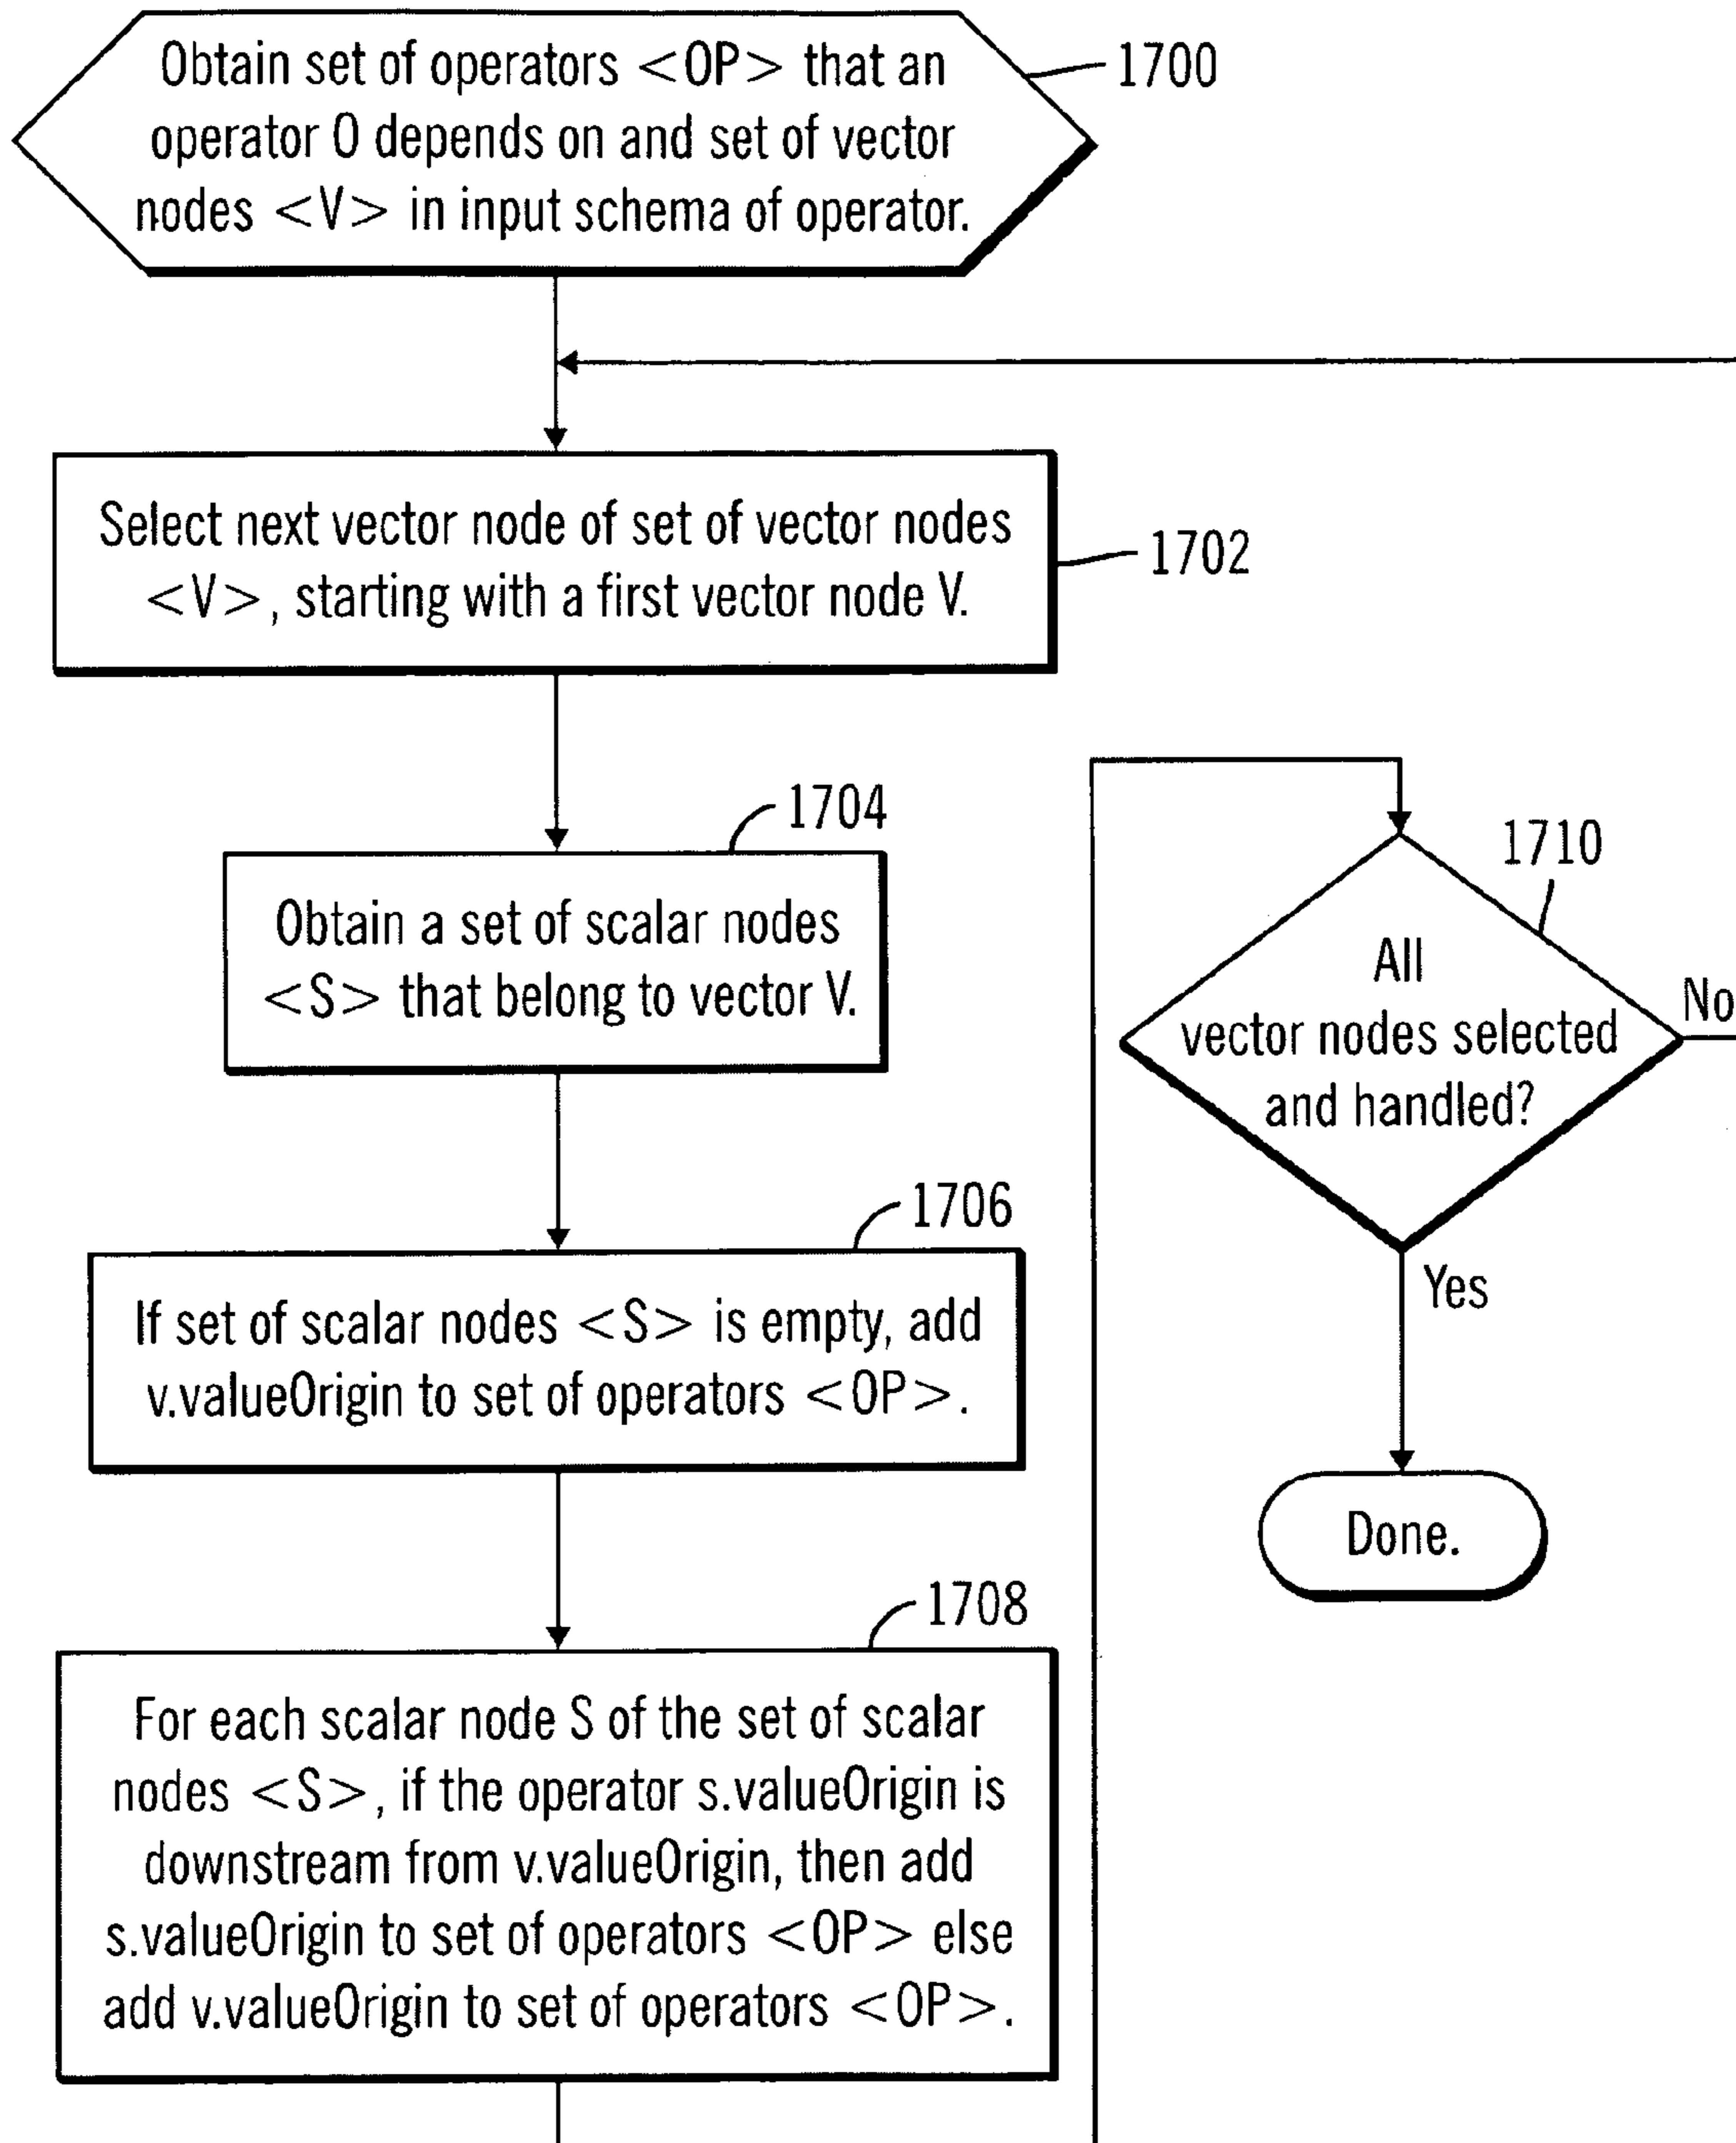 Obtain set of operators <OP> that an
operator O depends on and set of vector
nodes <V> in input schema of operator.
1700
Select next vector node of set of vector nodes
<V>, starting with a first vector node V.
1702
1704
Obtain a set of scalar nodes
<S> that belong to vector V.
1706
If set of scalar nodes <S> is empty, add
v.valueOrigin to set of operators <OP>.
1708
For each scalar node S of the set of scalar
nodes <S>, if the operator s.valueOrigin is
downstream from v.valueOrigin, then add
s.valueOrigin to set of operators <OP> else
add v.valueOrigin to set of operators <OP>.
1710
All
vector nodes selected
and handled?
No
Yes
Done.